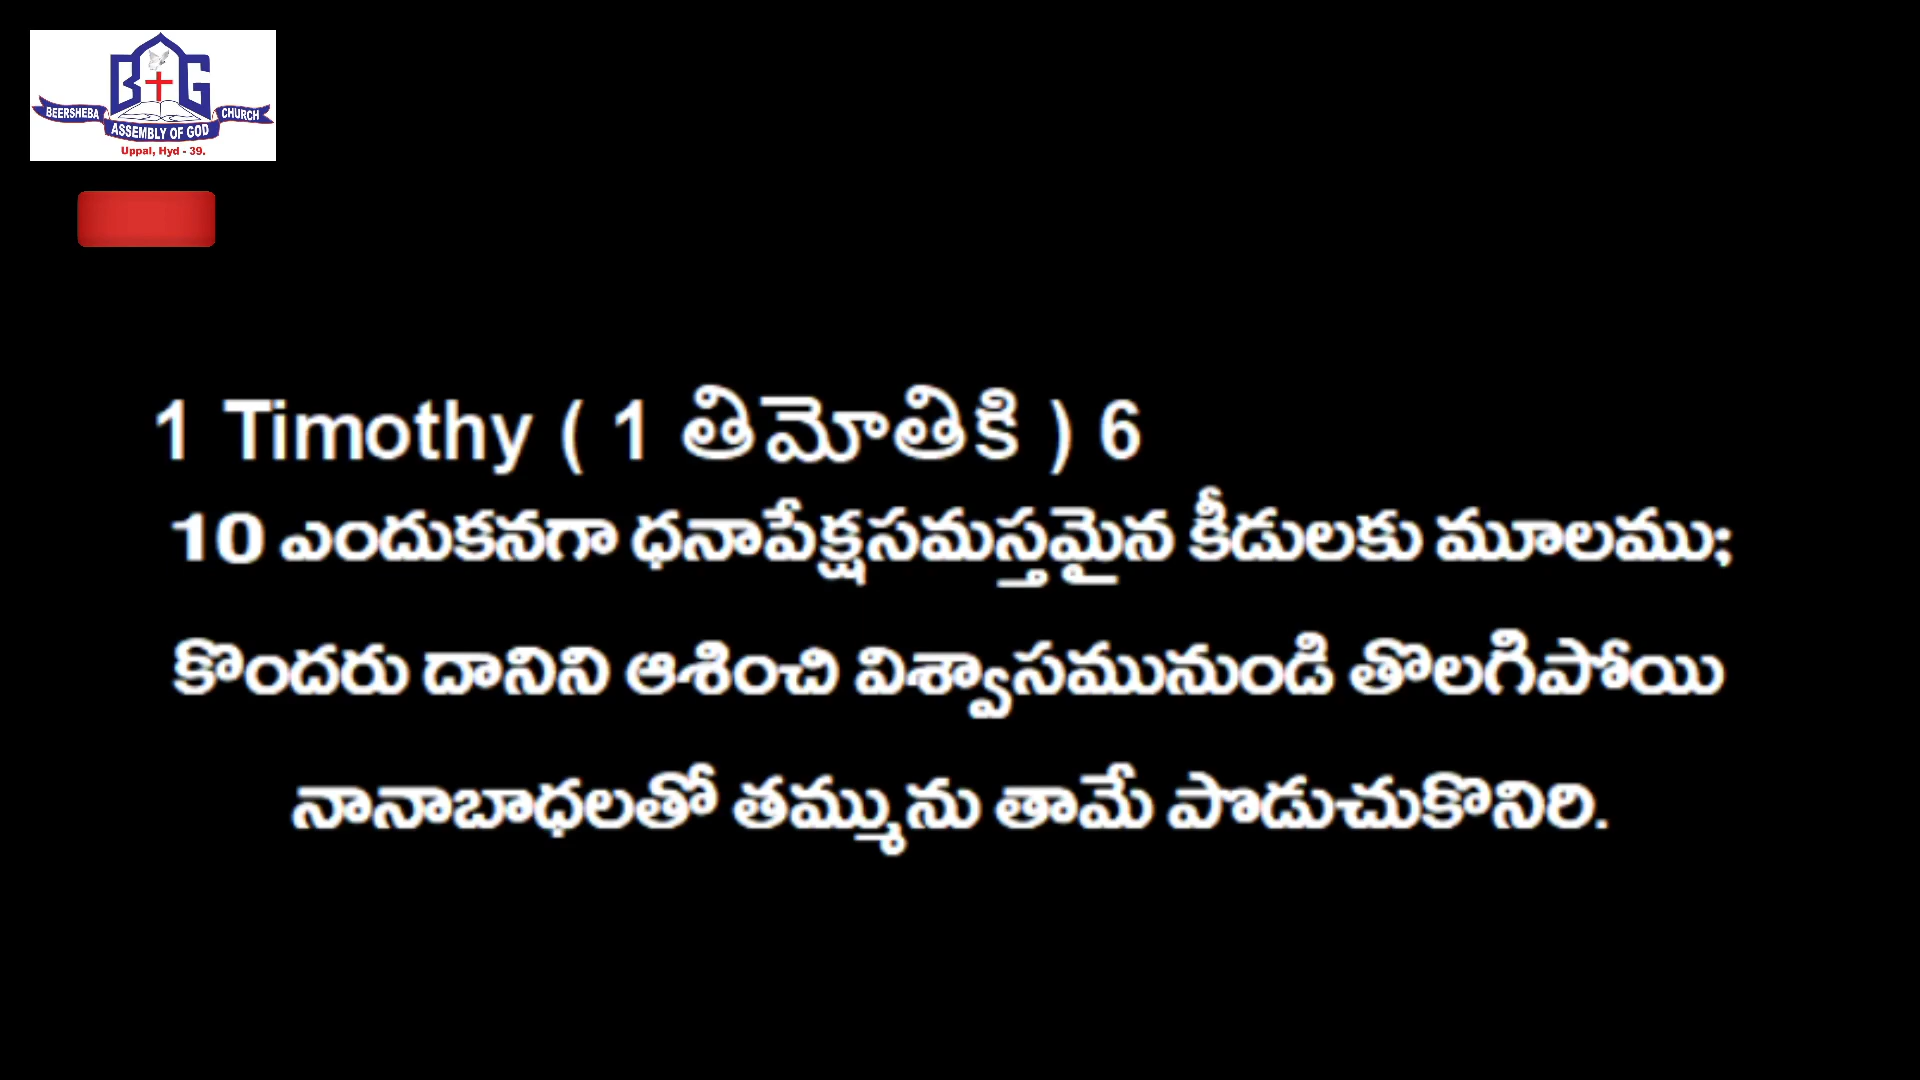 B G
BEERSHEBA CHURCH
ASSEMBLY OF GOD
Uppal, Hyd - 39.
1 Timothy ( 1 తిమోతికి ) 6
10 ఎందుకనగా ధనాపేక్షసమస్తమైన కీడులకు మూలము;
కొందరు దానిని ఆశించి విశ్వాసమునుండి తొలగిపోయి
నానాబాధలతో తమ్మును తామే పొడుచుకొనిరి.